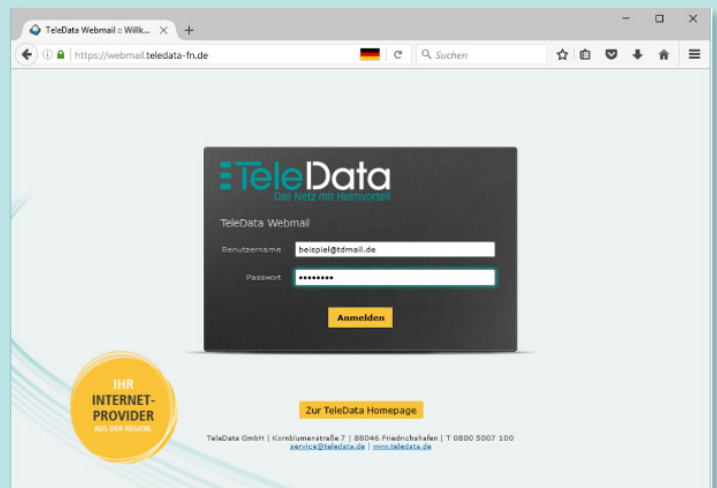 TeleData Webmail :: Willk...
https://webmail.teledata-fn.de
Suchen
TeleData
Das Netz mit Heimvorteil
TeleData Webmail
Benutzername beispiel@tdmail.de
Passwort ••••••••
Anmelden
IHR
INTERNET-
PROVIDER
AUS DER REGION.
Zur TeleData Homepage
TeleData GmbH | Kornblumenstraße 7 | 88046 Friedrichshafen | T 0800 5007 100
service@teledata.de | www.teledata.de